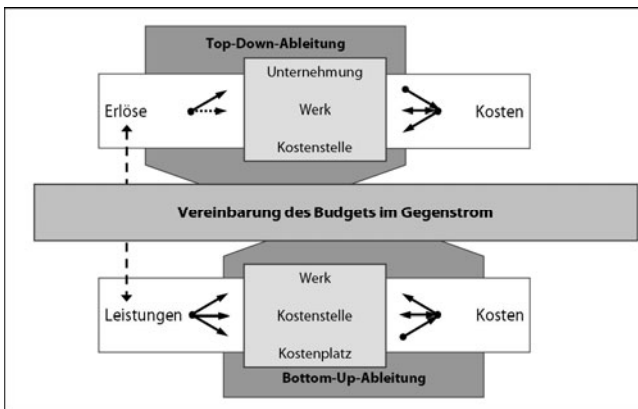 Top-Down-Ableitung
Unternehmung
Erlöse
Werk
Kosten
Kostenstelle
Vereinbarung des Budgets im Gegenstrom
Werk
Leistungen
Kostenstelle
Kosten
Kostenplatz
Bottom-Up-Ableitung